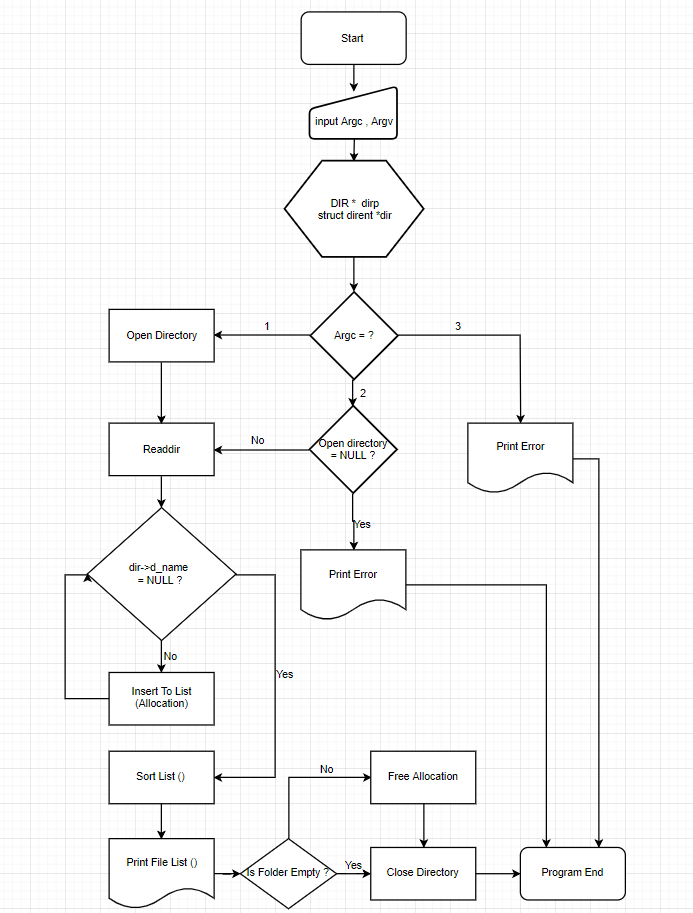 Start
input Argc , Argv
DIR * dirp
struct dirent *dir
Argc = ?
1
3
2
Open Directory
Open directory
= NULL ?
No
Yes
Readdir
Print Error
Print Error
dir->d_name
= NULL ?
No
Yes
Insert To List
(Allocation)
Sort List ()
Print File List ()
Is Folder Empty ?
No
Yes
Free Allocation
Close Directory
Program End